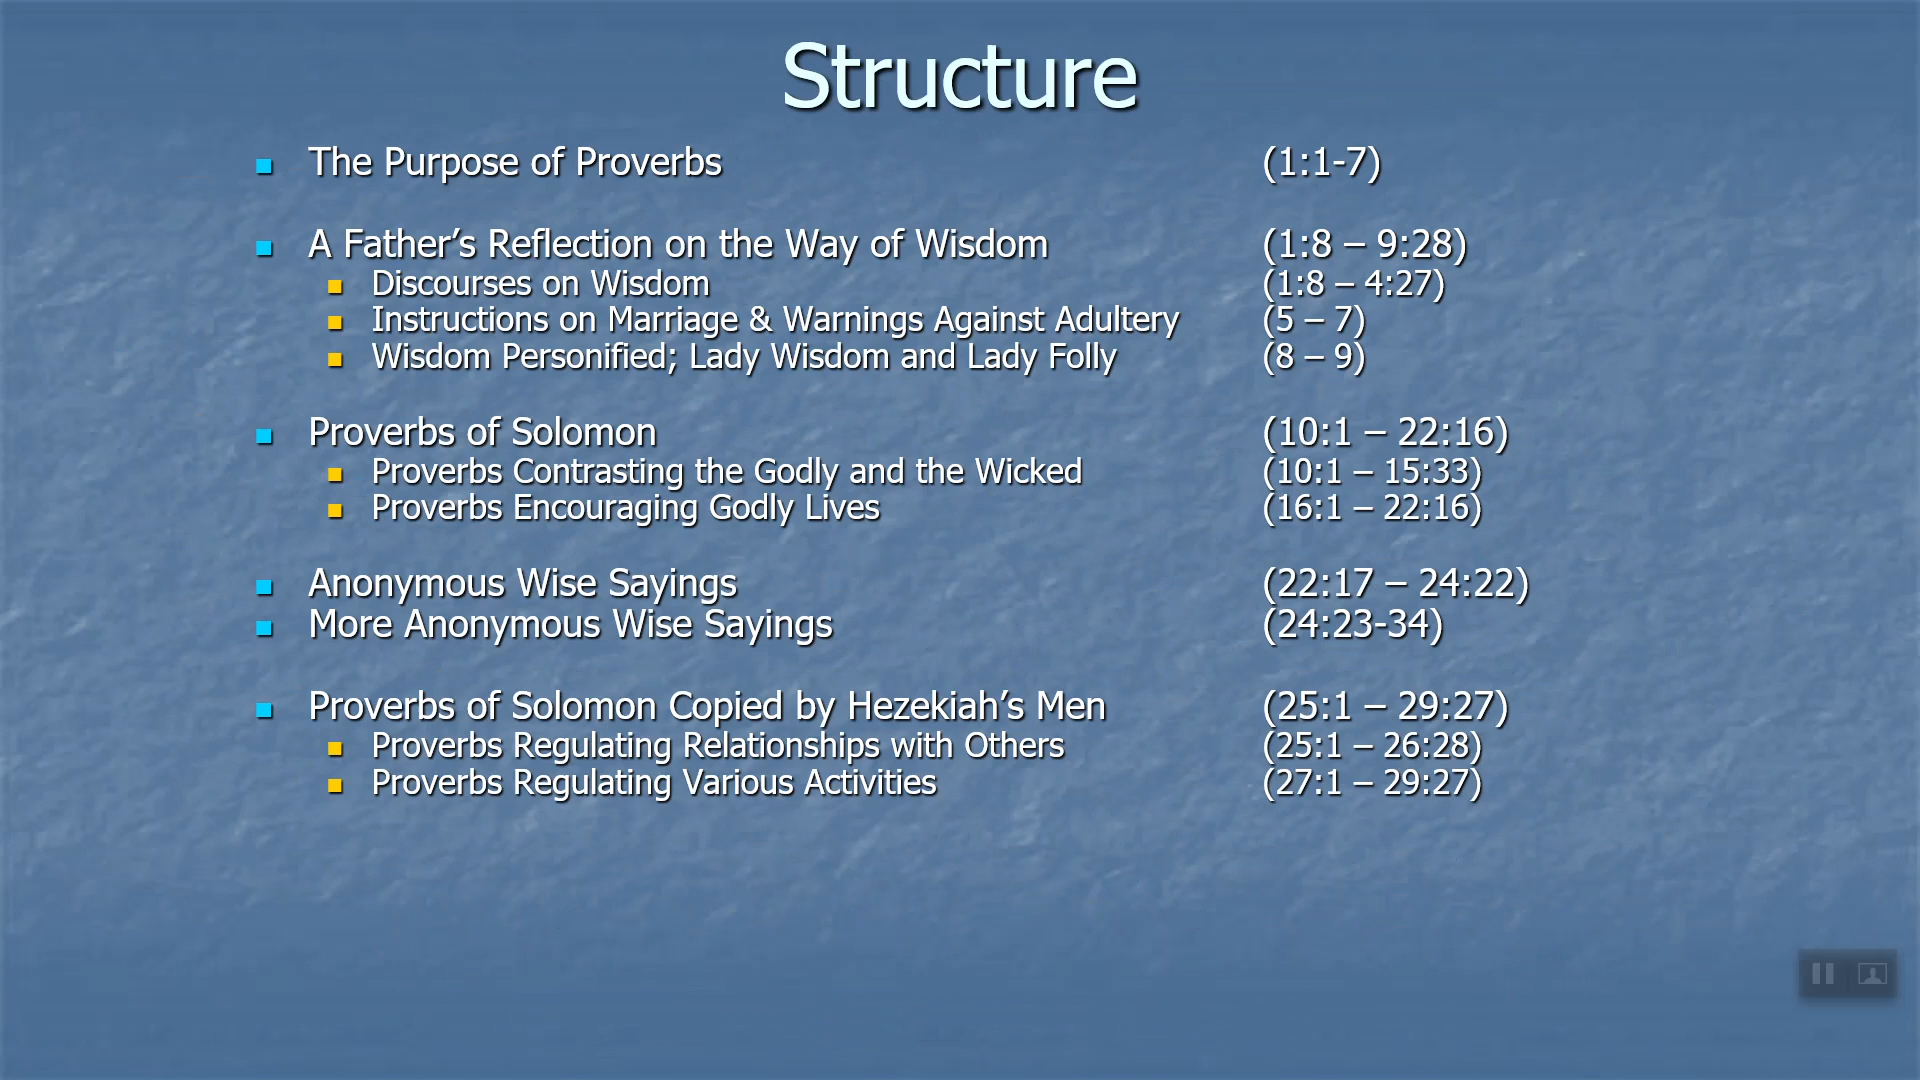 Structure
The Purpose of Proverbs (1:1-7)
A Father’s Reflection on the Way of Wisdom (1:8 – 9:28)
Discourses on Wisdom (1:8 – 4:27)
Instructions on Marriage & Warnings Against Adultery (5 – 7)
Wisdom Personified; Lady Wisdom and Lady Folly (8 – 9)
Proverbs of Solomon (10:1 – 22:16)
Proverbs Contrasting the Godly and the Wicked (10:1 – 15:33)
Proverbs Encouraging Godly Lives (16:1 – 22:16)
Anonymous Wise Sayings (22:17 – 24:22)
More Anonymous Wise Sayings (24:23-34)
Proverbs of Solomon Copied by Hezekiah’s Men (25:1 – 29:27)
Proverbs Regulating Relationships with Others (25:1 – 26:28)
Proverbs Regulating Various Activities (27:1 – 29:27)